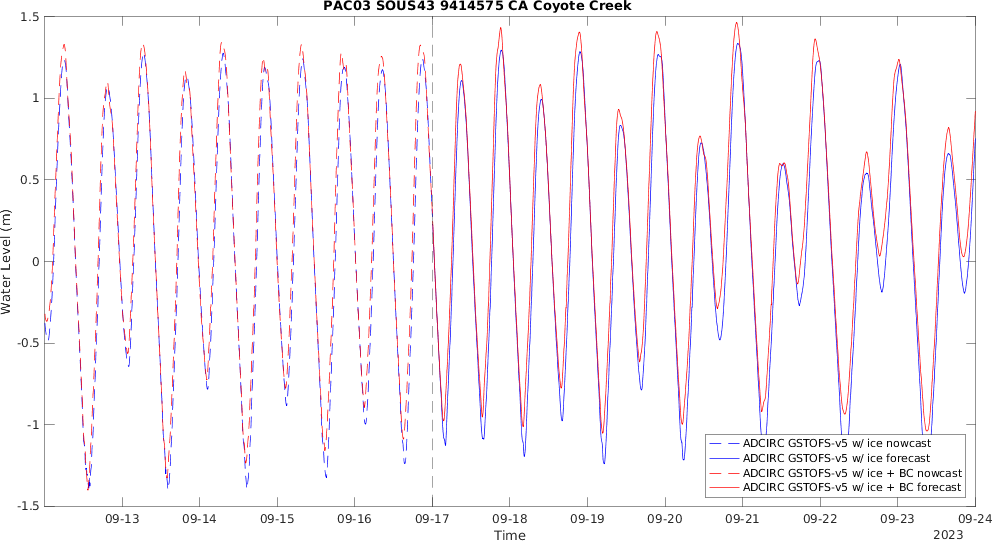 PAC03 SOUS43 9414575 CA Coyote Creek
1.5
1
0.5
0
-0.5
-1
-1.5
Water Level (m)
09-13 09-14 09-15 09-16 09-17 09-18 09-19 09-20 09-21 09-22 09-23 09-24
2023
Time
ADCIRC GSTOFS-v5 w/ ice nowcast
ADCIRC GSTOFS-v5 w/ ice forecast
ADCIRC GSTOFS-v5 w/ ice + BC nowcast
ADCIRC GSTOFS-v5 w/ ice + BC forecast